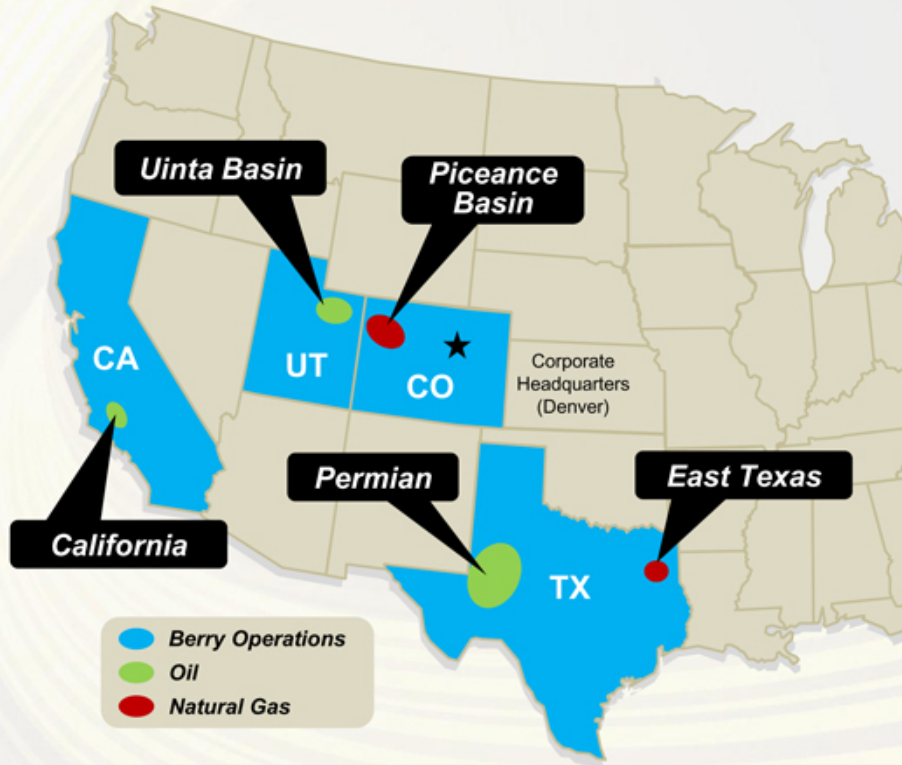 Uinta Basin
Piceance
Basin
CA
UT
CO
Corporate
Headquarters
(Denver)
Permian
East Texas
California
TX
Berry Operations
Oil
Natural Gas